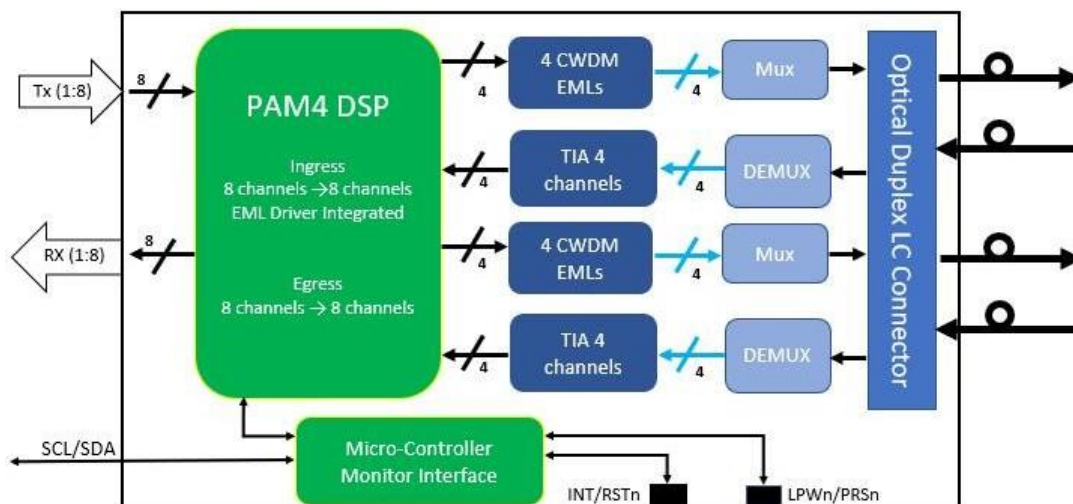 Tx (1:8)
8
PAM4 DSP
Ingress
8 channels →8 channels
EML Driver Integrated
Egress
8 channels → 8 channels
RX (1:8)
8
4
4 CWDM
EMLs
4
Mux
4
TIA 4
channels
4
DEMUX
4
4 CWDM
EMLs
4
Mux
4
TIA 4
channels
4
DEMUX
Optical Duplex LC Connector
SCL/SDA
Micro-Controller
Monitor Interface
INT/RSTn
LPWn/PRSn